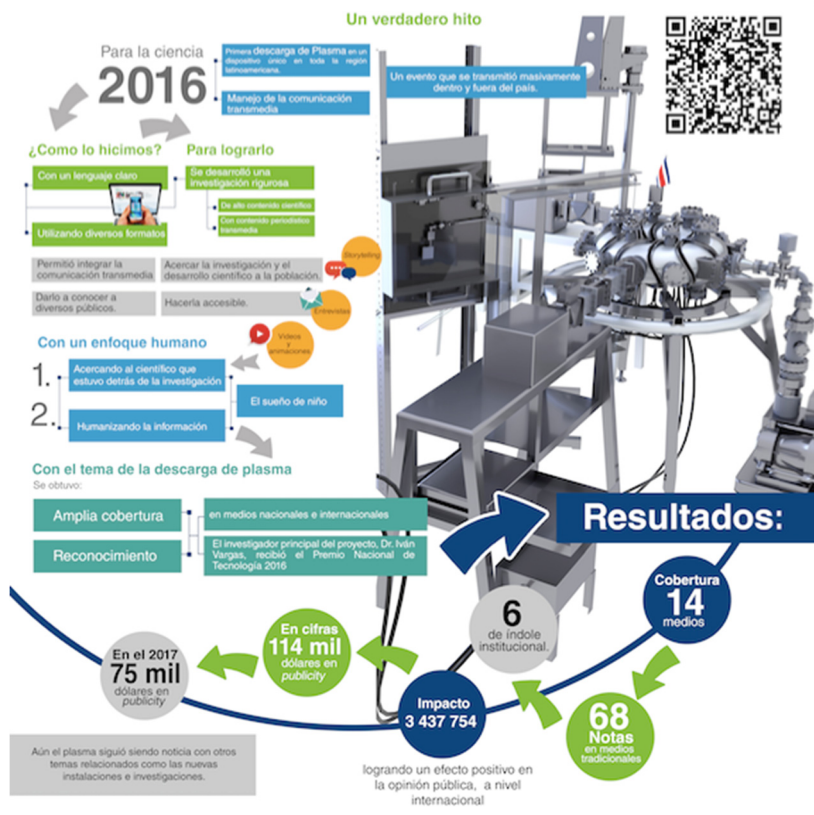 Un verdadero hito
Para la ciencia
2016
Primera descarga de Plasma en un
dispositivo único en toda la región
latinoamericana.
Manejo de la comunicación
transmedia
Un evento que se transmitió masivamente
dentro y fuera del país.
¿Como lo hicimos?
Con un lenguaje claro
Utilizando diversos formatos
Para lograrlo
Se desarrolló una
investigación rigurosa
De alto contenido científico
Con contenido periodístico
transmedia
Permitió integrar la
comunicación transmedia
Acercar la investigación y el
desarrollo científico a la población.
Darlo a conocer a
diversos públicos.
Hacerla accesible.
Storytelling
Entrevistas
Videos
y
animaciones
Con un enfoque humano
1.
Acercando al científico que
estuvo detrás de la investigación
2.
Humanizando la información
El sueño de niño
Con el tema de la descarga de plasma
Se obtuvo:
Amplia cobertura
en medios nacionales e internacionales
Reconocimiento
El investigador principal del proyecto, Dr. Iván
Vargas, recibió el Premio Nacional de
Tecnología 2016
Resultados:
Cobertura
14
medios
68
Notas
en medios
tradicionales
6
de índole
institucional.
Impacto
3 437 754
logrando un efecto positivo en
la opinión pública, a nivel
internacional
En cifras
114 mil
dólares en
publicity
En el 2017
75 mil
dólares en
publicity
Aún el plasma siguió siendo noticia con otros
temas relacionados como las nuevas
instalaciones e investigaciones.